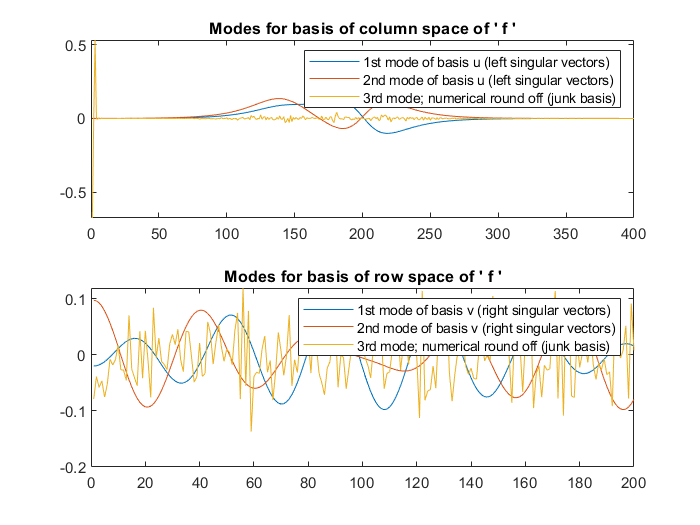 Modes for basis of column space of ' f '
0.5
0
-0.5
1st mode of basis u (left singular vectors)
2nd mode of basis u (left singular vectors)
3rd mode; numerical round off (junk basis)
0 50 100 150 200 250 300 350 400
Modes for basis of row space of ' f '
0.1
0
-0.1
-0.2
1st mode of basis v (right singular vectors)
2nd mode of basis v (right singular vectors)
3rd mode; numerical round off (junk basis)
0 20 40 60 80 100 120 140 160 180 200